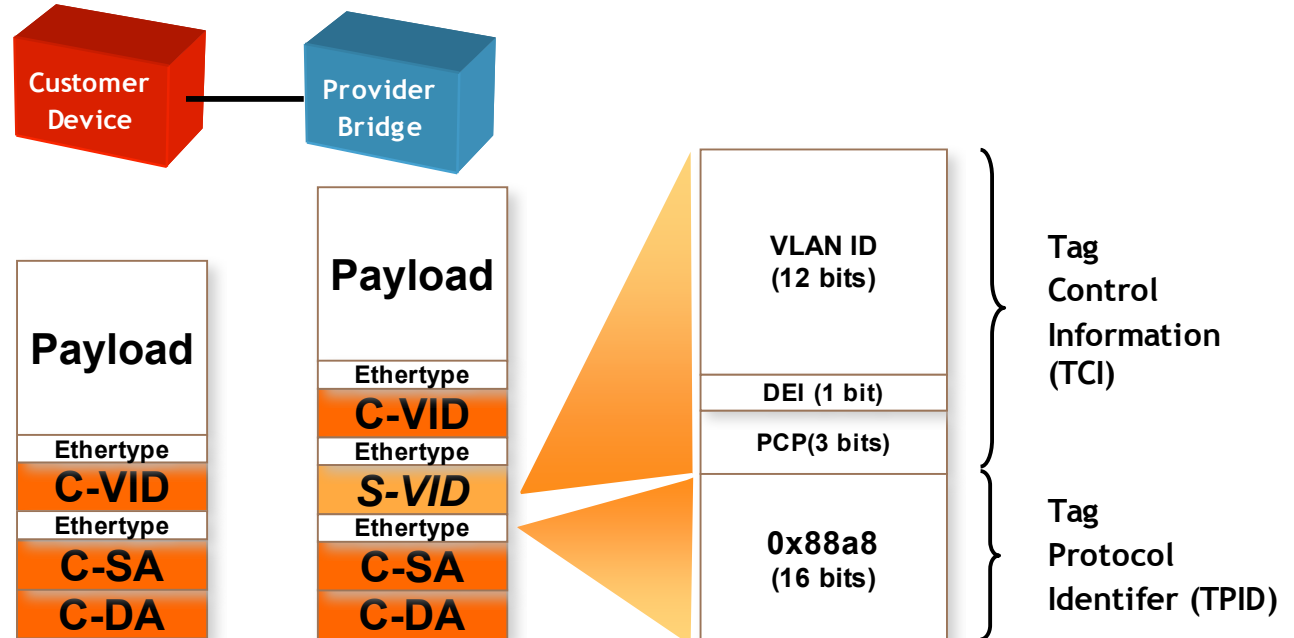 Customer
Device
Provider
Bridge
Payload
Ethertype
C-VID
Ethertype
C-SA
C-DA
Payload
Ethertype
C-VID
Ethertype
S-VID
Ethertype
C-SA
C-DA
VLAN ID
(12 bits)
DEI (1 bit)
PCP(3 bits)
0x88a8
(16 bits)
Tag
Control
Information
(TCI)
Tag
Protocol
Identifer (TPID)